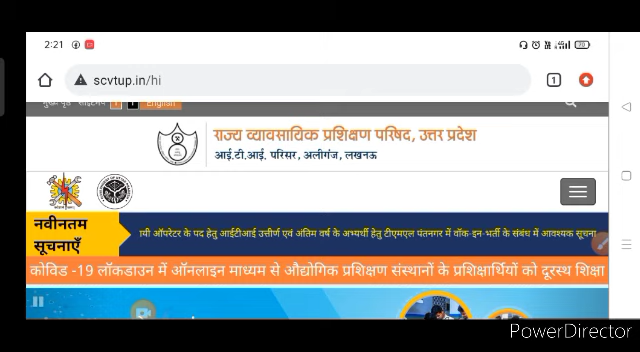 2:21
70
scvtup.in/hi
1
मुख्य पृष्ठ साइटमैप T T English
राज्य व्यावसायिक प्रशिक्षण परिषद, उत्तर प्रदेश
आई.टी.आई. परिसर, अलीगंज, लखनऊ
नवीनतम
सूचनाएँ
ायी ऑपरेटर के पद हेतु आईटीआई उत्तीर्ण एवं अंतिम वर्ष के अभ्यर्थी हेतु टीएमएल पंतनगर में वॉक-इन-भर्ती के संबंध में आवश्यक सूचना
कोविड -19 लॉकडाउन में ऑनलाइन माध्यम से औद्योगिक प्रशिक्षण संस्थानों के प्रशिक्षार्थियों को दूरस्थ शिक्षा
PowerDirector